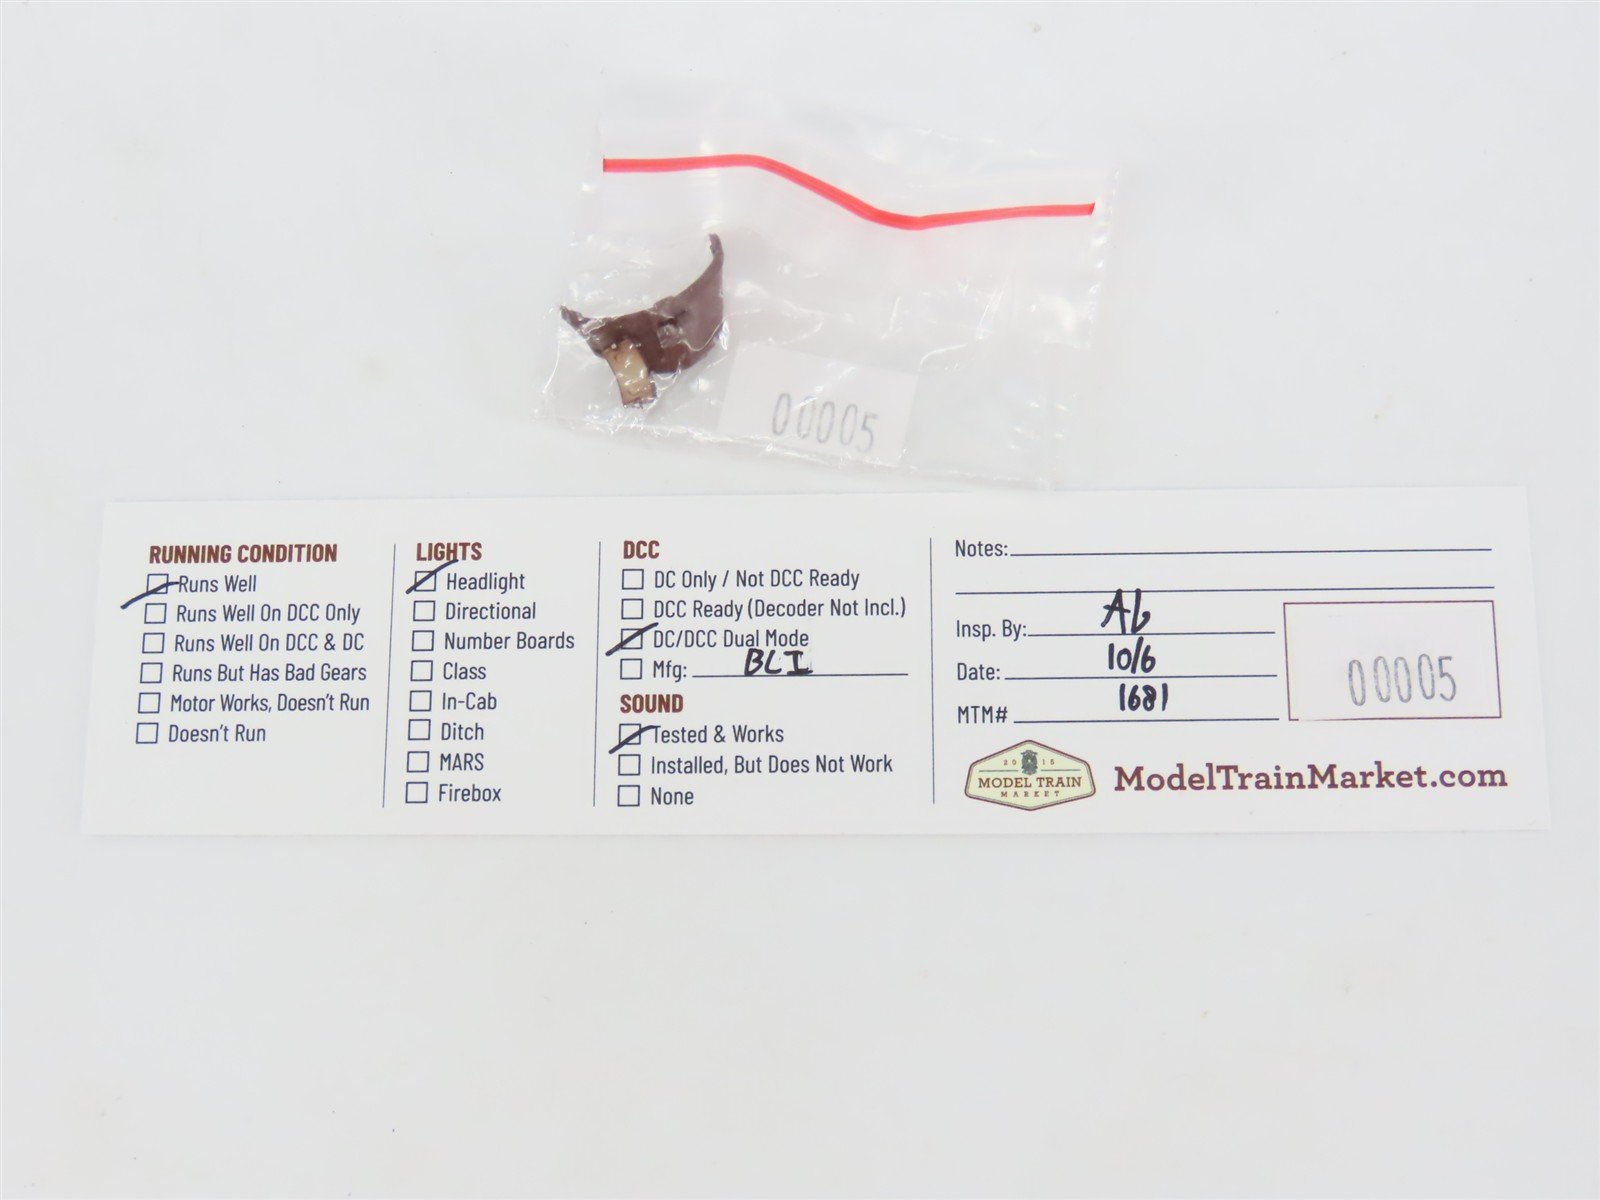 00005
RUNNING CONDITION
Runs Well
Runs Well On DCC Only
Runs Well On DCC & DC
Runs But Has Bad Gears
Motor Works, Doesn't Run
Doesn't Run
LIGHTS
Headlight
Directional
Number Boards
Class
In-Cab
Ditch
MARS
Firebox
DCC
DC Only / Not DCC Ready
DCC Ready (Decoder Not Incl.)
DC/DCC Dual Mode
Mfg: BLI
SOUND
Tested & Works
Installed, But Does Not Work
None
Notes:
Insp. By:
Date: 10/6
MTM# 1681
00005
2015
MODEL TRAIN
MARKET
ModelTrainMarket.com